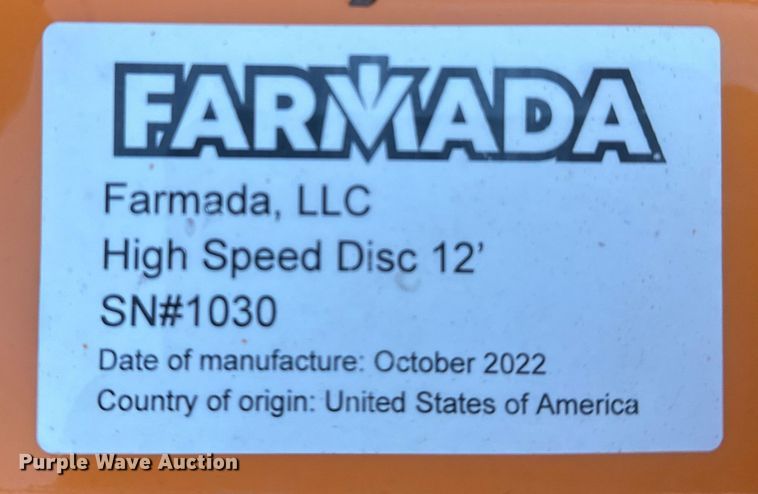 FARMADA
Farmada, LLC
High Speed Disc 12'
SN#1030
Date of manufacture: October 2022
Country of origin: United States of America
Purple Wave Auction